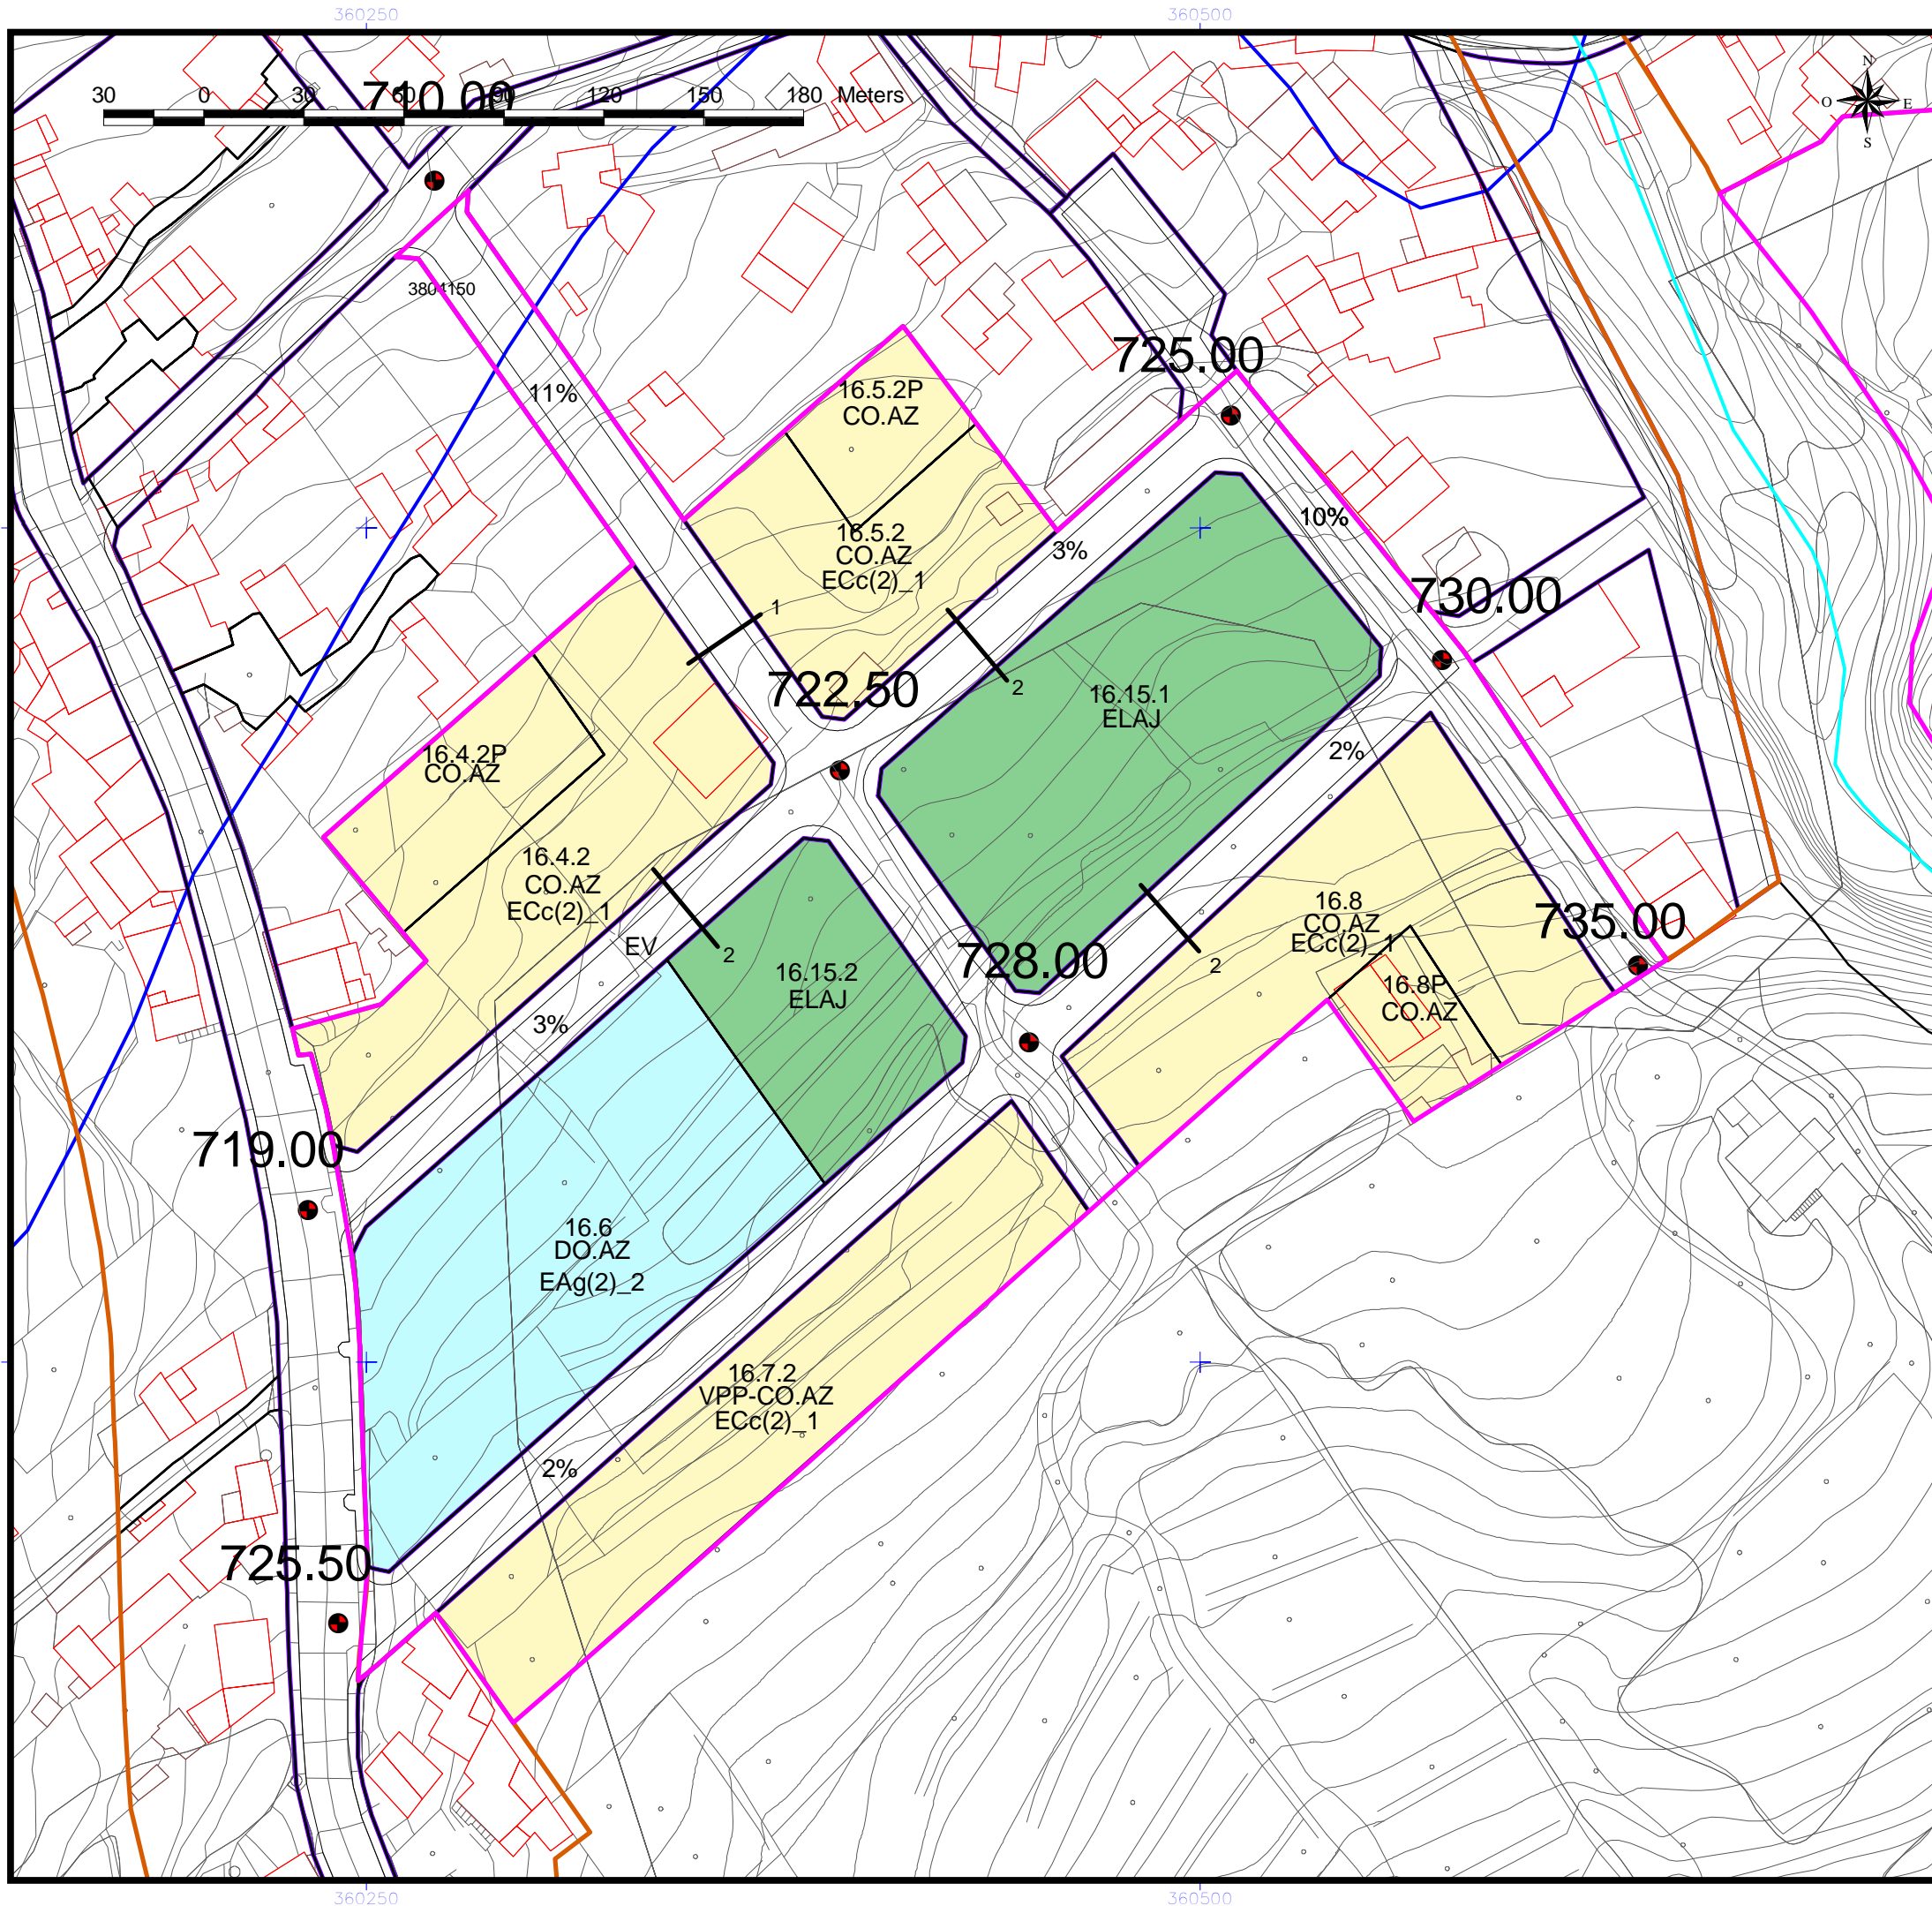 360250
360500
30 0 30 60 90 120 150 180 Meters
710.00
N
O E
S
3804150
11%
16.5.2P
CO.AZ
725.00
16.5.2
CO.AZ
ECc(2)_1
3%
10%
730.00
1
722.50
2
16.15.1
ELAJ
2%
16.4.2P
CO.AZ
16.4.2
CO.AZ
ECc(2)_1
EV
2
16.15.2
ELAJ
728.00
2
16.8
CO.AZ
ECc(2)_1
735.00
16.8P
CO.AZ
3%
719.00
16.6
DO.AZ
EAg(2)_2
16.7.2
VPP-CO.AZ
ECc(2)_1
2%
725.50
360250
360500